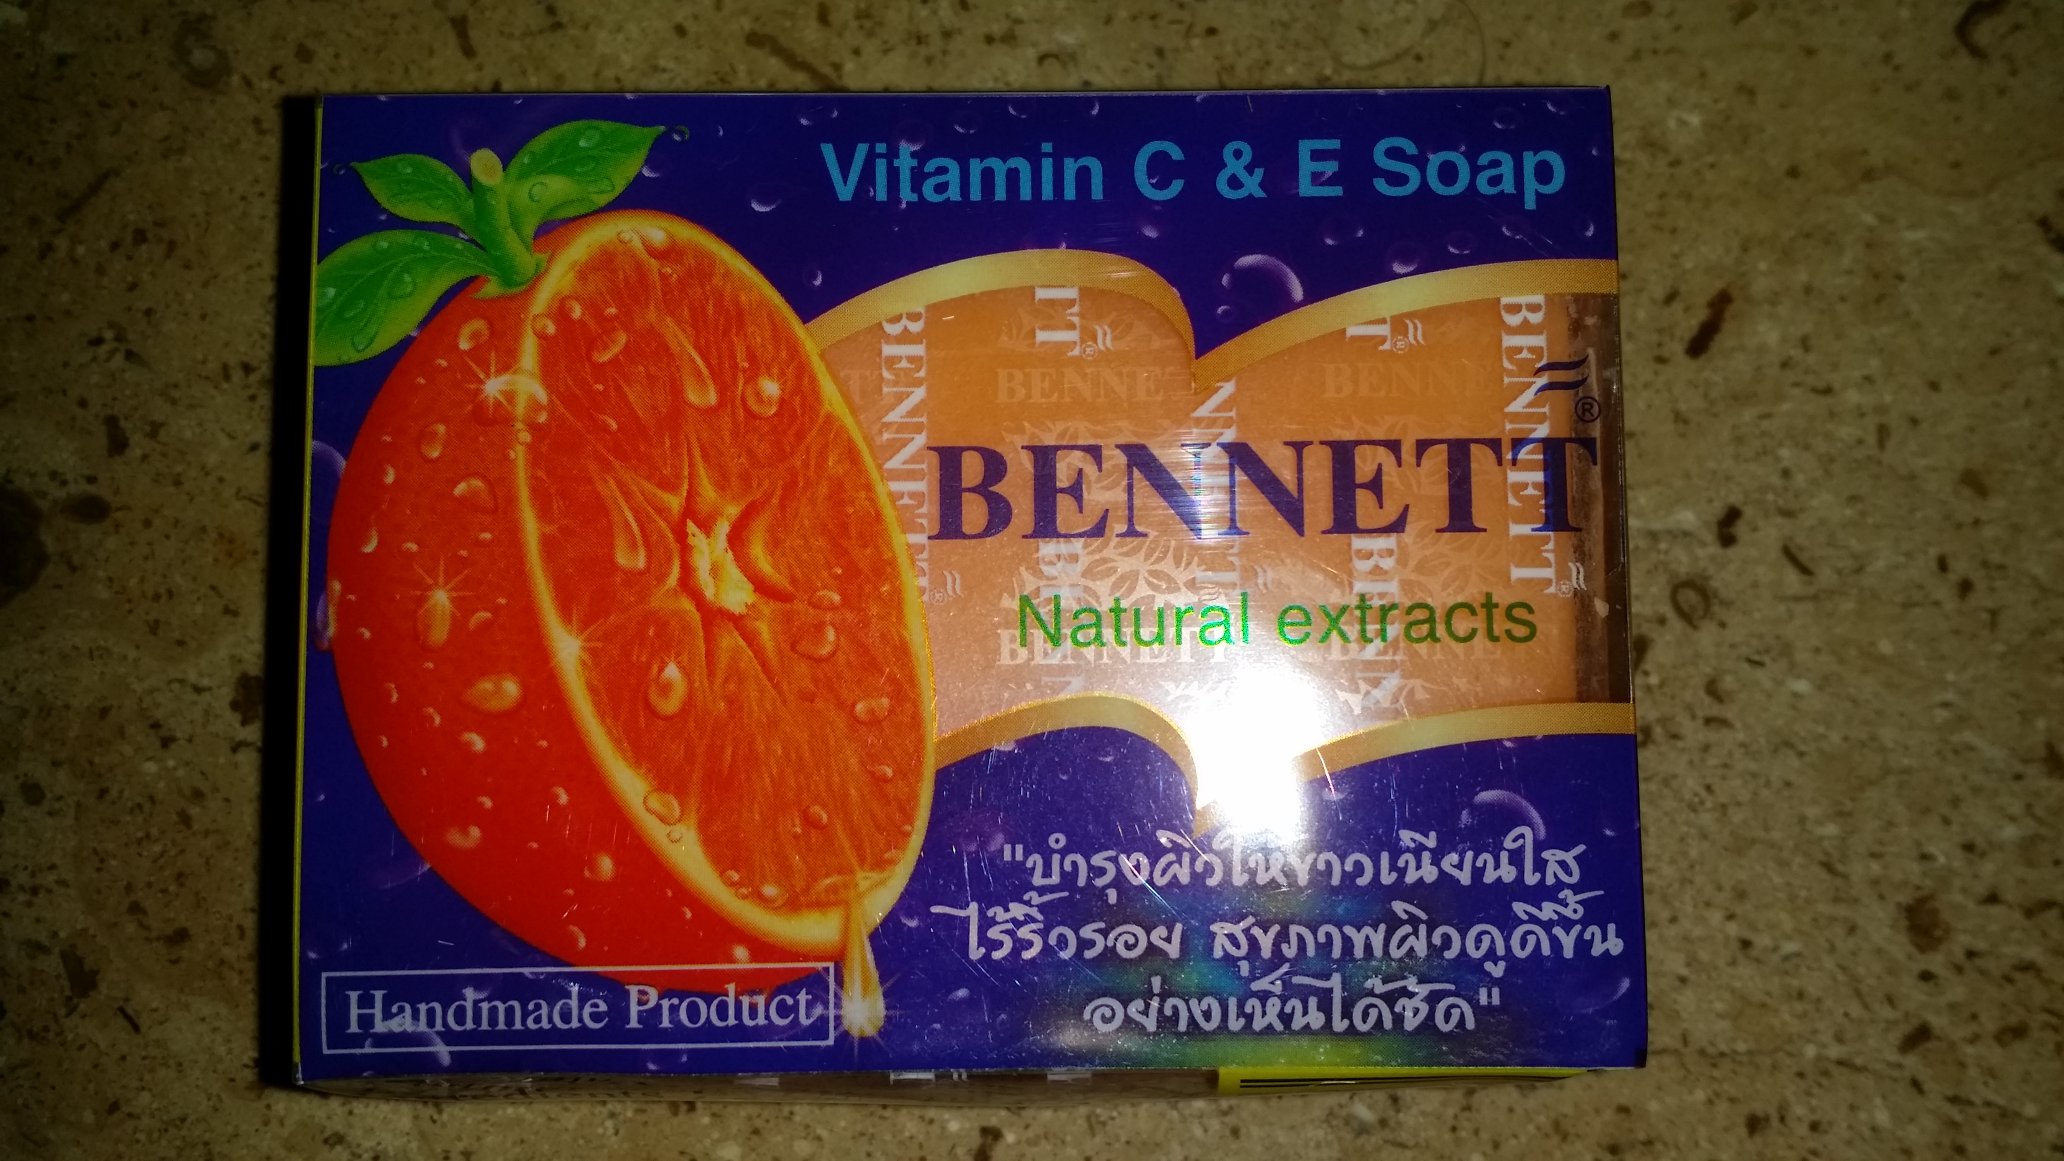 Vitamin C & E Soap
BENNETT
Natural extracts
"บำรุงผิวให้ขาวเนียนใส
ไร้ริ้วรอย สุขภาพผิวดูดีขึ้น
อย่างเห็นได้ชัด"
Handmade Product